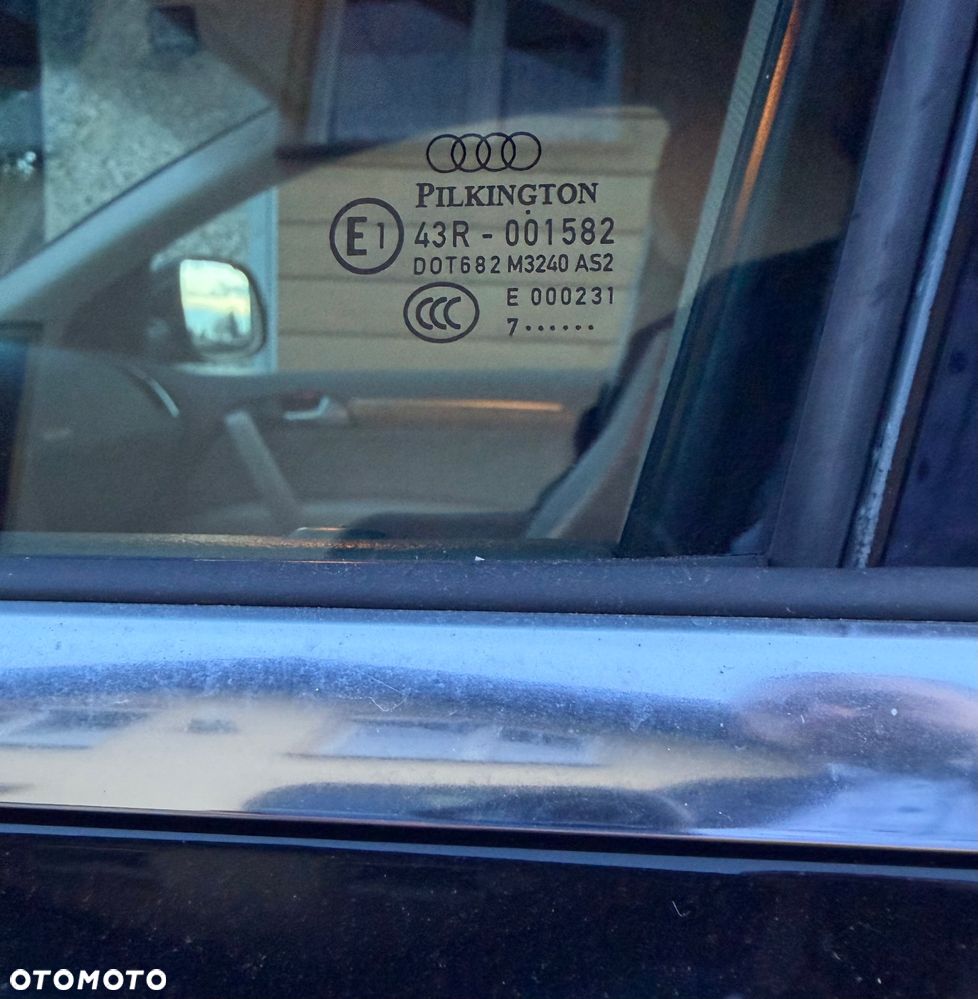 PILKINGTON
E1 43R - 001582
DOT682 M3240 AS2
CCC E 000231
7······
OTOMOTO